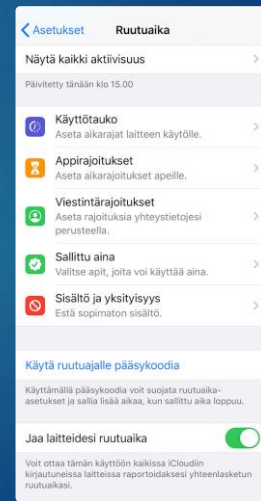 Asetukset
Ruutuaika
Näytä kaikki aktiivisuus
Päivitetty tänään klo 15.00
Käyttötauko
Aseta aikarajat laitteen käytölle.
Appirajoitukset
Aseta aikarajoitukset apeille.
Viestintärajoitukset
Aseta rajoituksia yhteystietojesi
perusteella.
Sallittu aina
Valitse apit, joita voi käyttää aina.
Sisältö ja yksityisyys
Estä sopimaton sisältö.
Käytä ruutuajalle pääsykoodia
Käyttämällä pääsykoodia voit suojata ruutuaika-
asetukset ja sallia lisää aikaa, kun sallittu aika loppuu.
Jaa laitteidesi ruutuaika
Voit ottaa tämän käyttöön kaikissa iCloudiin
kirjautuneissa laitteissa raportoidaksesi yhteenlasketun
ruutuaikasi.